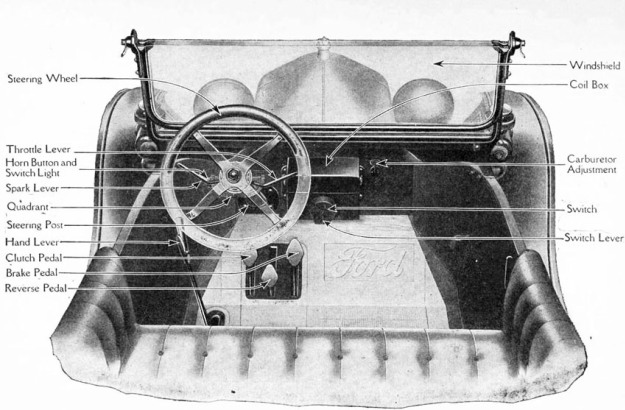 Steering Wheel
Throttle Lever
Horn Button and
Switch Light
Spark Lever
Quadrant
Steering Post
Hand Lever
Clutch Pedal
Brake Pedal
Reverse Pedal
Windshield
Coil Box
Carburetor
Adjustment
Switch
Switch Lever
Ford